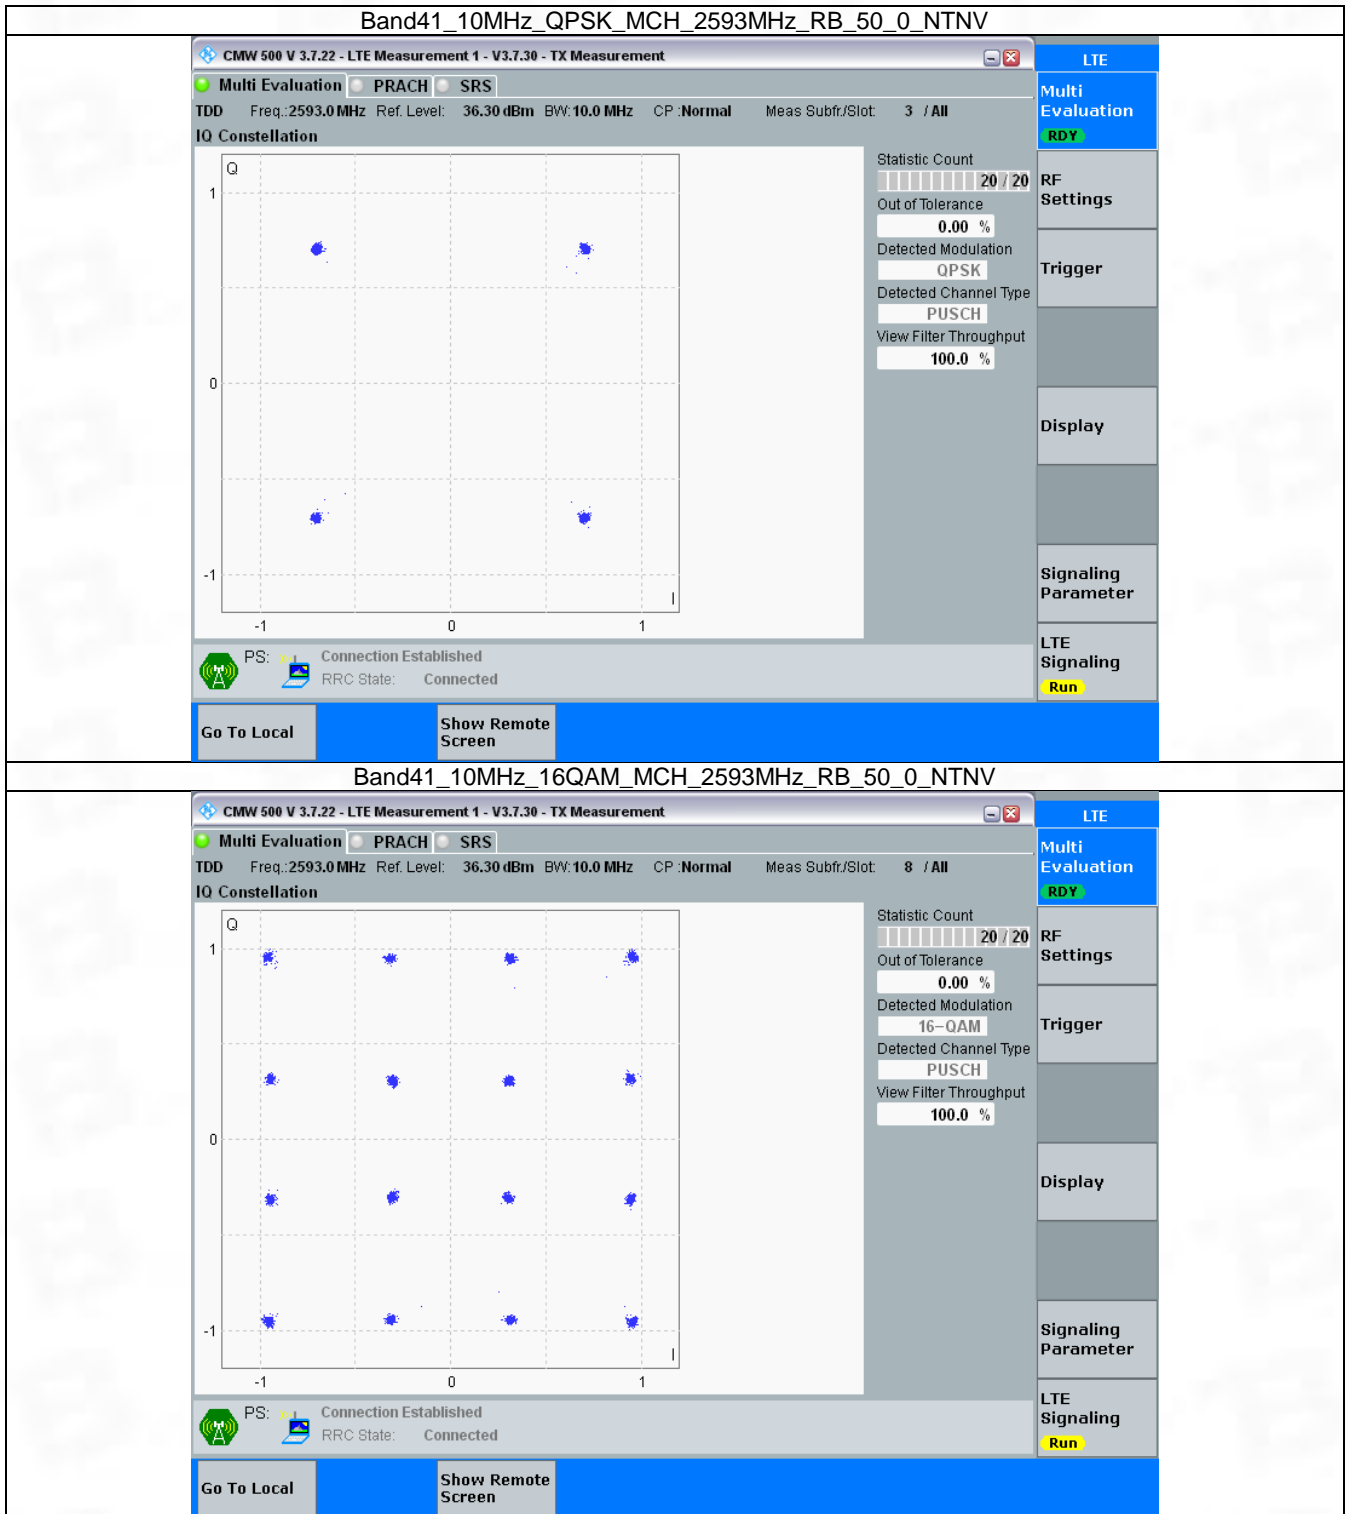 Band41_10MHz_QPSK_MCH_2593MHz_RB_50_0_NTNV
CMW 500 V 3.7.22 - LTE Measurement 1 - V3.7.30 - TX Measurement
LTE
Multi Evaluation PRACH SRS
TDD Freg.:2593.0 MHz Ref. Level: 36.30 dBm BW:10.0 MHz CP :Normal Meas Subfr./Slot: 3 / All
IQ Constellation
Q
1
0
-1
I
-1 0 1
Statistic Count
20 / 20
Out of Tolerance
0.00 %
Detected Modulation
QPSK
Detected Channel Type
PUSCH
View Filter Throughput
100.0 %
Multi
Evaluation
RDY
RF
Settings
Trigger
Display
Signaling
Parameter
LTE
Signaling
Run
PS: Connection Established
RRC State: Connected
Go To Local
Show Remote
Screen
Band41_10MHz_16QAM_MCH_2593MHz_RB_50_0_NTNV
CMW 500 V 3.7.22 - LTE Measurement 1 - V3.7.30 - TX Measurement
LTE
Multi Evaluation PRACH SRS
TDD Freg.:2593.0 MHz Ref. Level: 36.30 dBm BW:10.0 MHz CP :Normal Meas Subfr./Slot: 8 / All
IQ Constellation
Q
1
0
-1
I
-1 0 1
Statistic Count
20 / 20
Out of Tolerance
0.00 %
Detected Modulation
16-QAM
Detected Channel Type
PUSCH
View Filter Throughput
100.0 %
Multi
Evaluation
RDY
RF
Settings
Trigger
Display
Signaling
Parameter
LTE
Signaling
Run
PS: Connection Established
RRC State: Connected
Go To Local
Show Remote
Screen